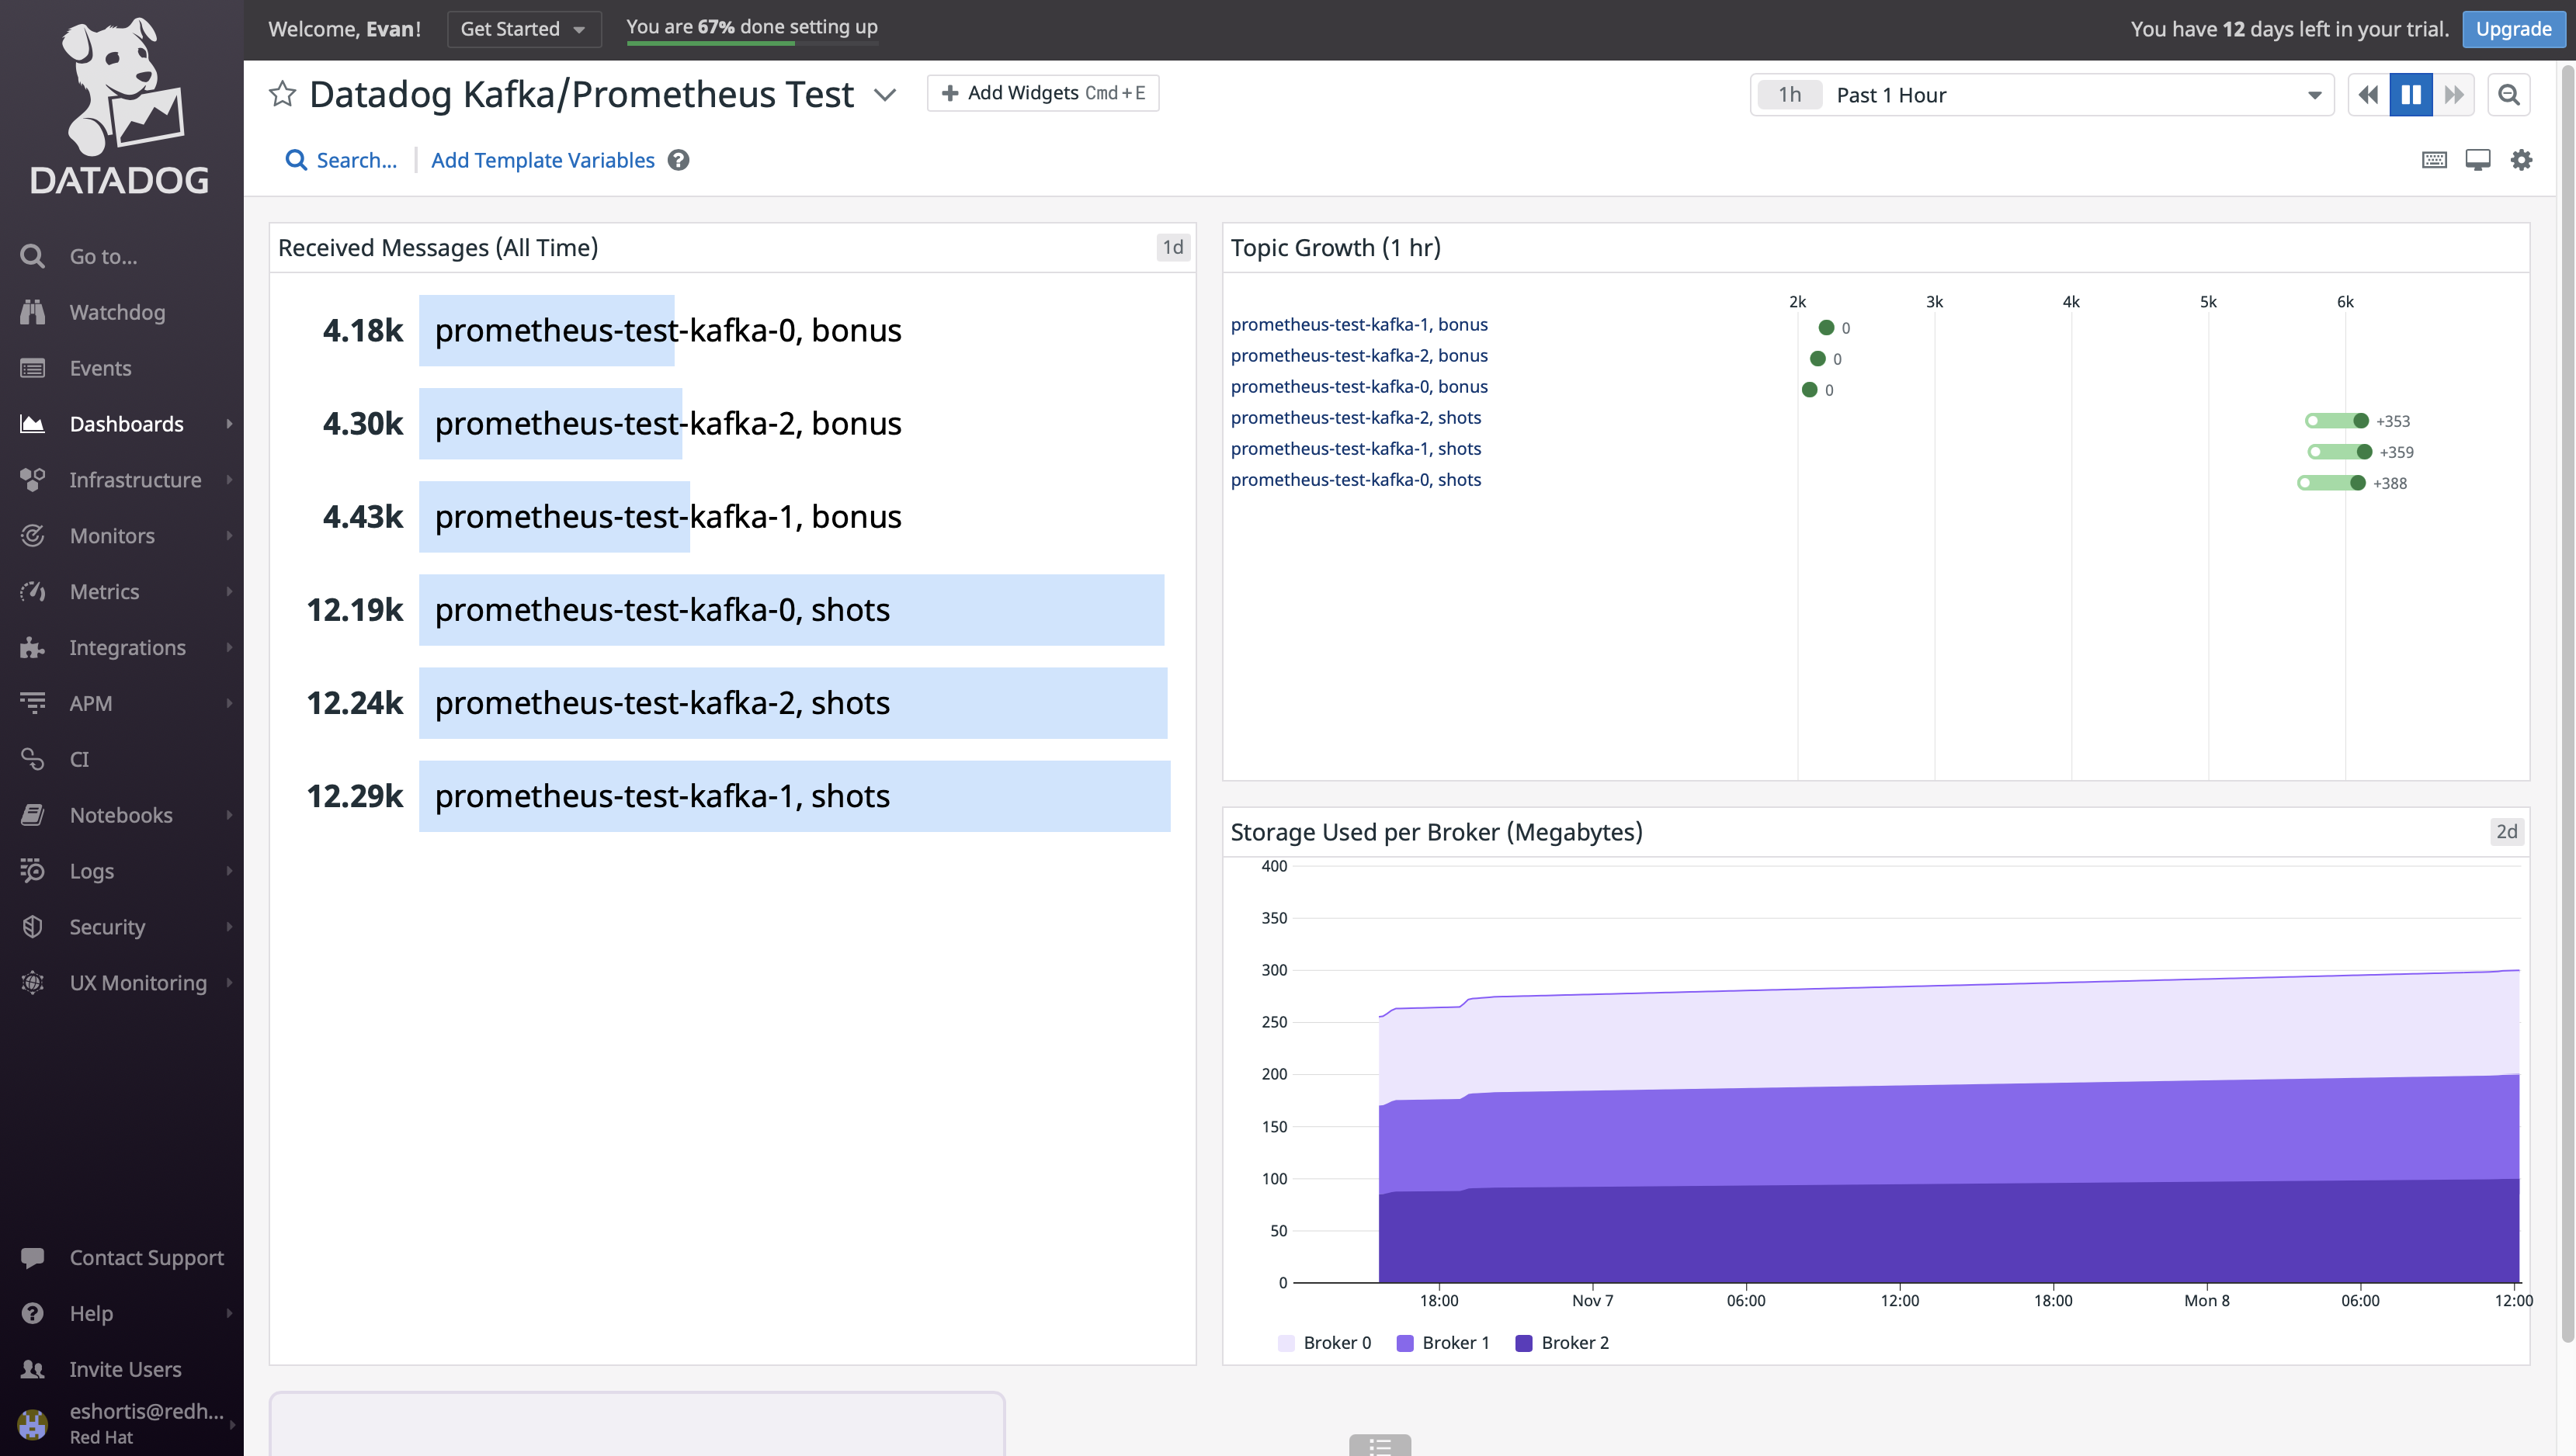 DATADOG
Go to...
Watchdog
Events
Dashboards
Infrastructure
Monitors
Metrics
Integrations
APM
CI
Notebooks
Logs
Security
UX Monitoring
Contact Support
Help
Invite Users
eshortis@redh...
Red Hat
Welcome, Evan! Get Started You are 67% done setting up You have 12 days left in your trial. Upgrade
Datadog Kafka/Prometheus Test + Add Widgets Cmd+E 1h Past 1 Hour
Search... Add Template Variables ?
Received Messages (All Time) 1d
4.18k prometheus-test-kafka-0, bonus
4.30k prometheus-test-kafka-2, bonus
4.43k prometheus-test-kafka-1, bonus
12.19k prometheus-test-kafka-0, shots
12.24k prometheus-test-kafka-2, shots
12.29k prometheus-test-kafka-1, shots
Topic Growth (1 hr)
2k 3k 4k 5k 6k
prometheus-test-kafka-1, bonus 0
prometheus-test-kafka-2, bonus 0
prometheus-test-kafka-0, bonus 0
prometheus-test-kafka-2, shots +353
prometheus-test-kafka-1, shots +359
prometheus-test-kafka-0, shots +388
Storage Used per Broker (Megabytes) 2d
400
350
300
250
200
150
100
50
0
18:00 Nov 7 06:00 12:00 18:00 Mon 8 06:00 12:00
Broker 0 Broker 1 Broker 2